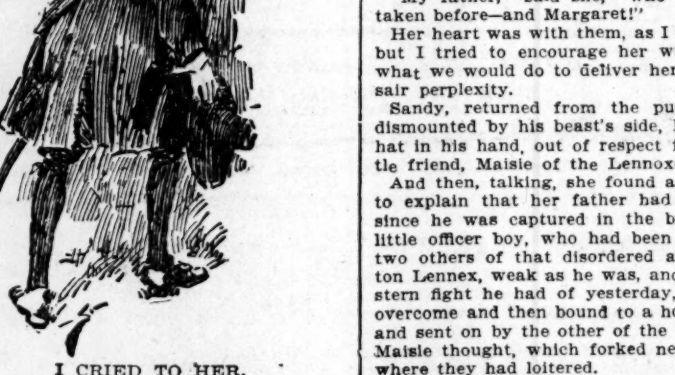 I CRIED TO HER.
taken before—and Margaret!"
Her heart was with them, as I
but I tried to encourage her
what we would do to deliver her
sair perplexity.
Sandy, returned from the
dismounted by his beast's side,
hat in his hand, out of respect
tle friend, Maisie of the Lennox
And then, talking, she found a
to explain that her father had
since he was captured in the b
little officer boy, who had been
two others of that disordered a
ton Lennex, weak as he was, and
stern fight he had of yesterday,
overcome and then bound to a ho
and sent on by the other of the
Maisie thought, which forked ne
where they had loitered.